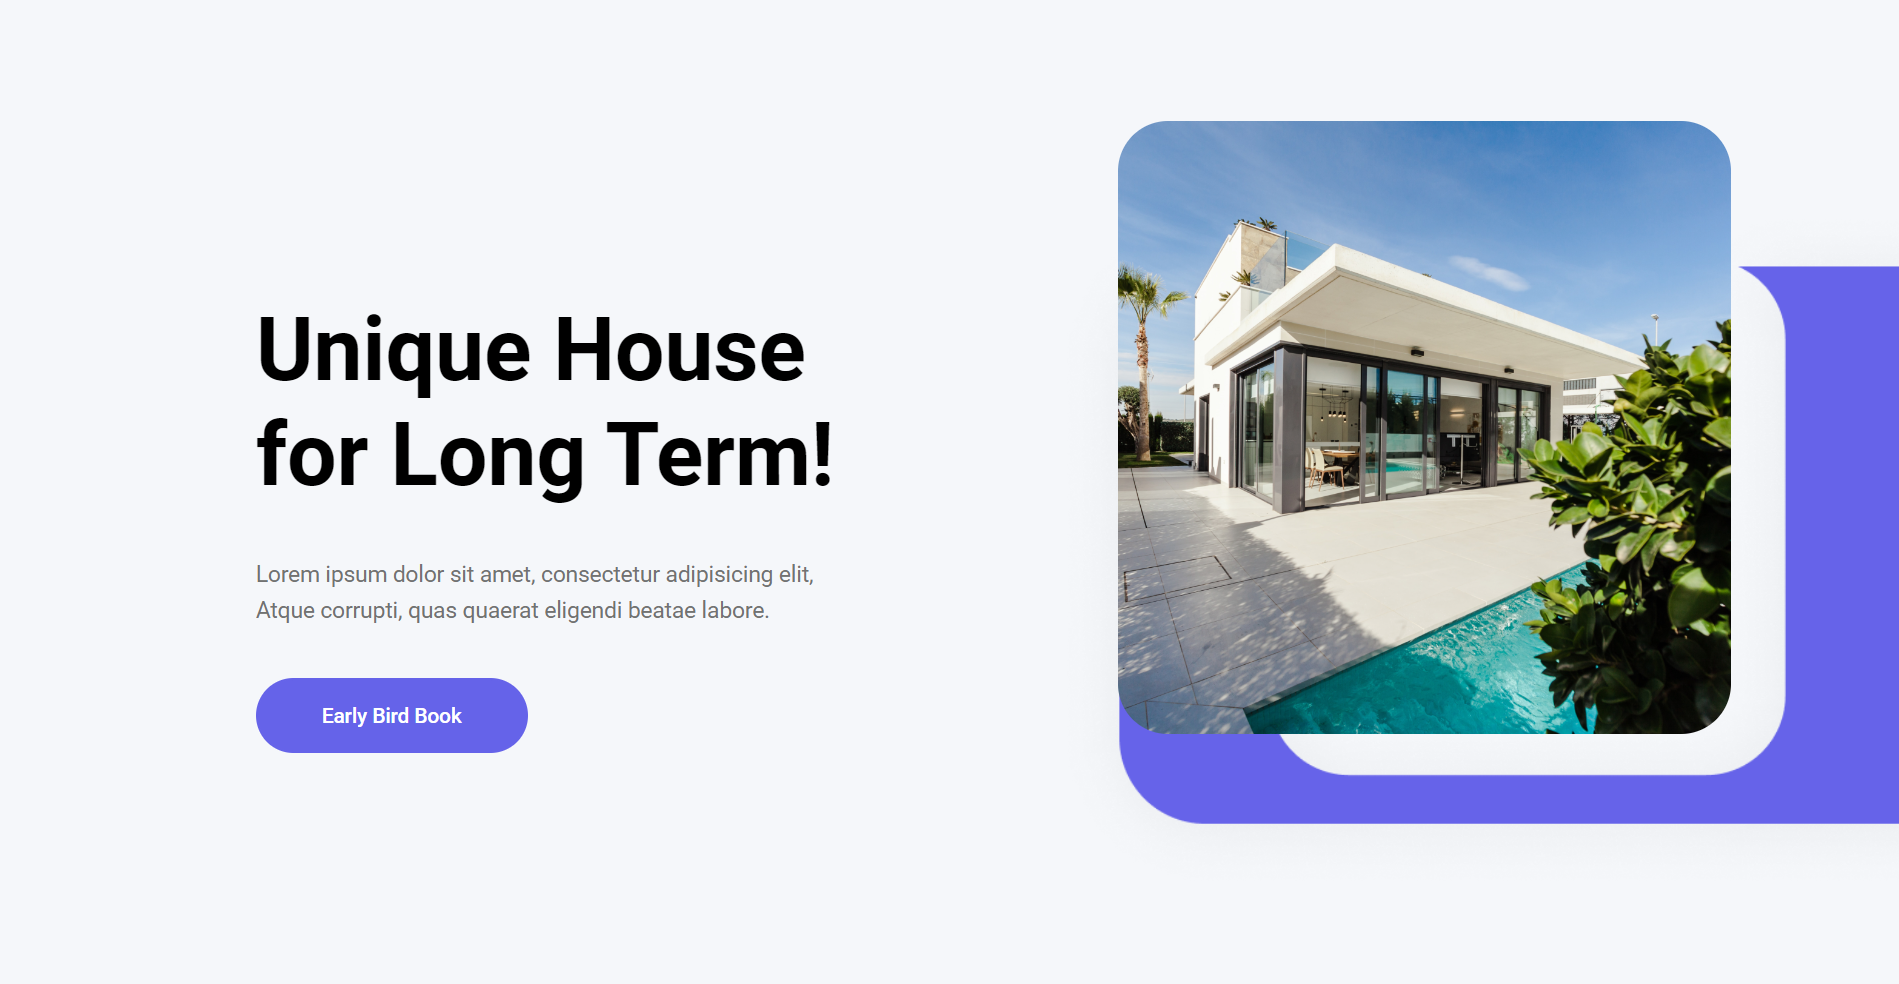 Unique House
for Long Term!
Lorem ipsum dolor sit amet, consectetur adipisicing elit,
Atque corrupti, quas quaerat eligendi beatae labore.
Early Bird Book